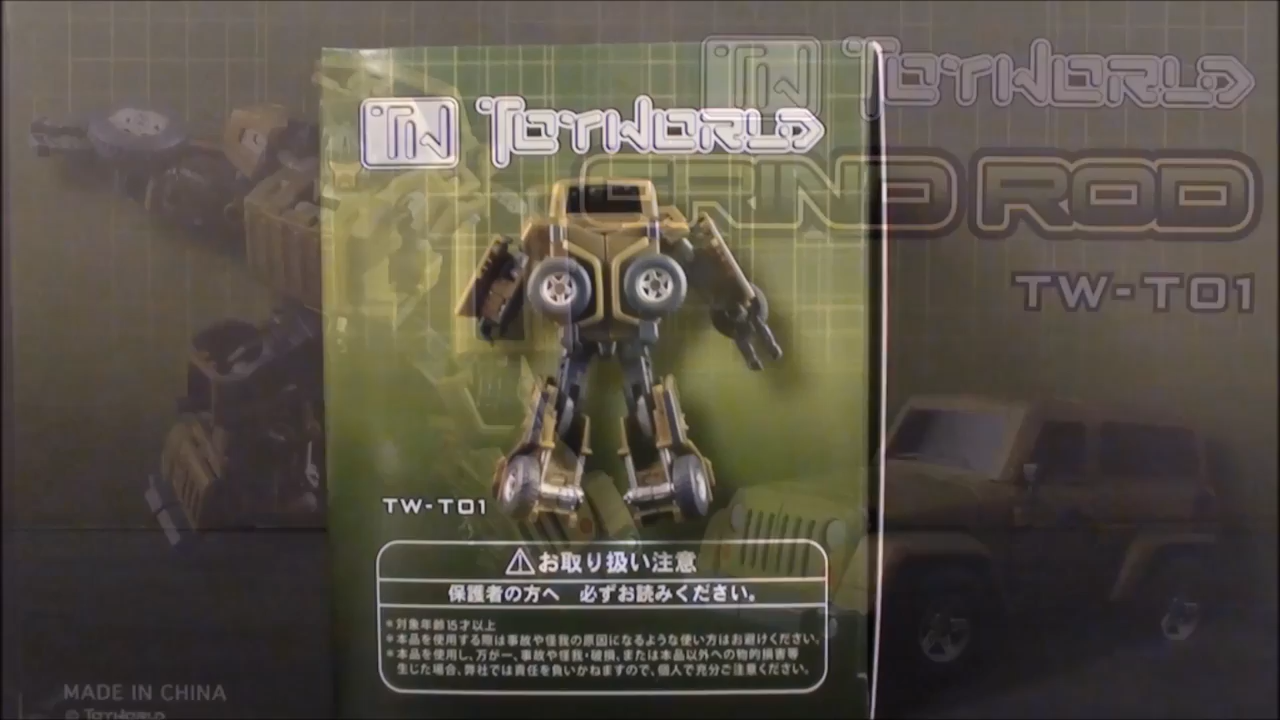 TW TOYWORLD
TW TOYWORLD
GRIND ROD
TW-T01
TW-T01
⚠お取り扱い注意
保護者の方へ 必ずお読みください。
*対象年齢15才以上
*本品を使用する際は事故や怪我の原因になるような使い方はお避けください。
*本品を使用し、万が一、事故や怪我・破損、または本品以外への物的損害等
生じた場合、弊社では責任を負いかねますので、個人で充分ご注意ください。
MADE IN CHINA
© TOYWORLD